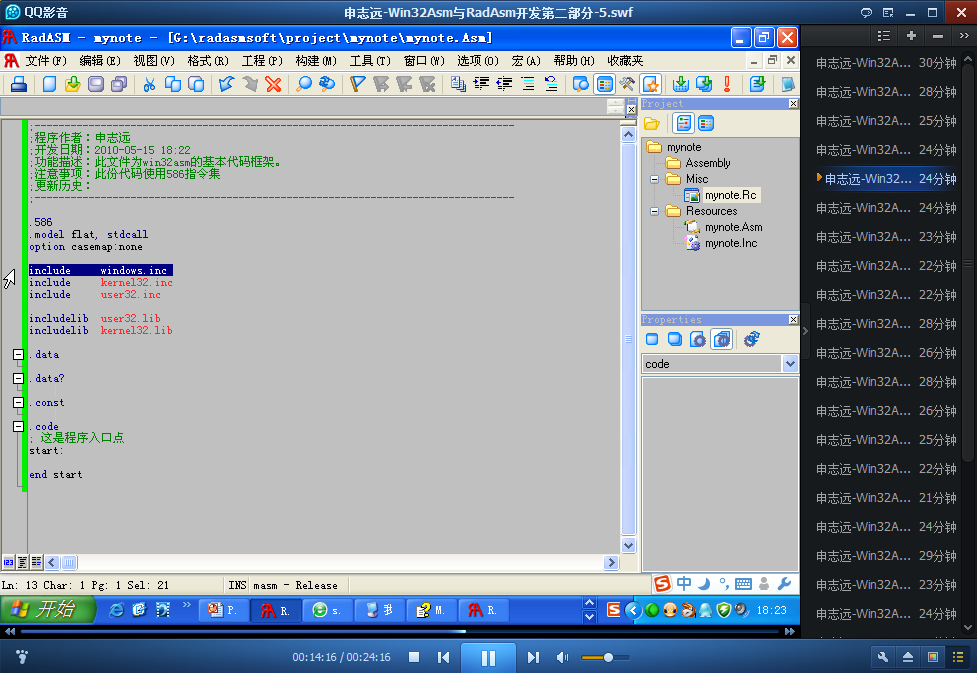 QQ影音
申志远-Win32Asm与RadAsm开发第二部分-5.swf
RadASM - mynote - [G:\radasmsoft\project\mynote\mynote.Asm]
文件(F) 编辑(E) 视图(V) 格式(R) 工程(P) 构建(M) 工具(T) 窗口(W) 选项(O) 宏(A) 帮助(H) 收藏夹
;程序作者：申志远
;开发日期：2010-05-15 18:22
;功能描述：此文件为win32asm的基本代码框架。
;注意事项：此份代码使用586指令集
;更新历史：
.586
.model flat, stdcall
option casemap:none
include windows.inc
include kernel32.inc
include user32.inc
includelib user32.lib
includelib kernel32.lib
.data
.data?
.const
.code
; 这是程序入口点
start:
end start
Project
mynote
Assembly
Misc
mynote.Rc
Resources
mynote.Asm
mynote.Inc
Properties
code
Ln: 13 Char: 1 Pg: 1 Sel: 21 INS masm - Release
中
开始 P. R. s. 我 M. R. 18:23
00:14:16 / 00:24:16
申志远-Win32A... 30分钟
申志远-Win32A... 28分钟
申志远-Win32A... 25分钟
申志远-Win32A... 24分钟
申志远-Win32... 24分钟
申志远-Win32A... 24分钟
申志远-Win32A... 23分钟
申志远-Win32A... 22分钟
申志远-Win32A... 22分钟
申志远-Win32A... 28分钟
申志远-Win32A... 26分钟
申志远-Win32A... 28分钟
申志远-Win32A... 26分钟
申志远-Win32A... 25分钟
申志远-Win32A... 22分钟
申志远-Win32A... 21分钟
申志远-Win32A... 24分钟
申志远-Win32A... 29分钟
申志远-Win32A... 23分钟
申志远-Win32A... 24分钟